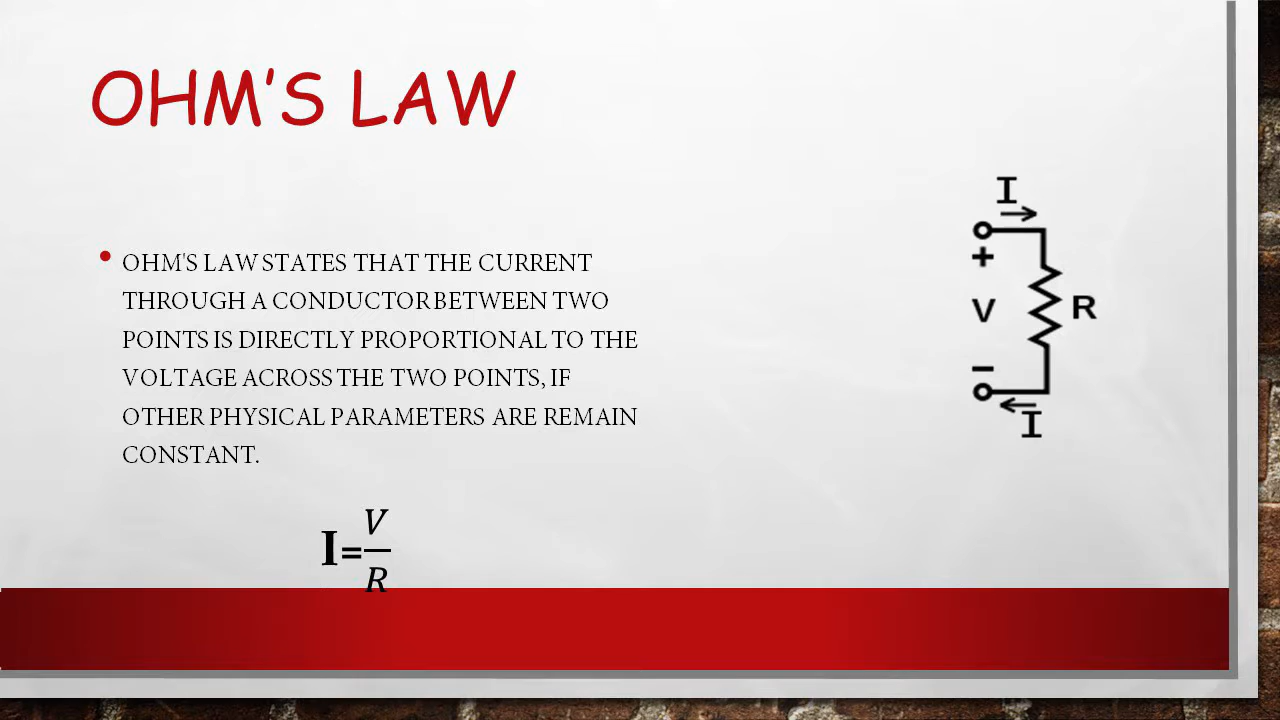 OHM'S LAW
• OHM'S LAW STATES THAT THE CURRENT
THROUGH A CONDUCTOR BETWEEN TWO
POINTS IS DIRECTLY PROPORTIONAL TO THE
VOLTAGE ACROSS THE TWO POINTS, IF
OTHER PHYSICAL PARAMETERS ARE REMAIN
CONSTANT.
I=V/R
I
+
V
R
−
I